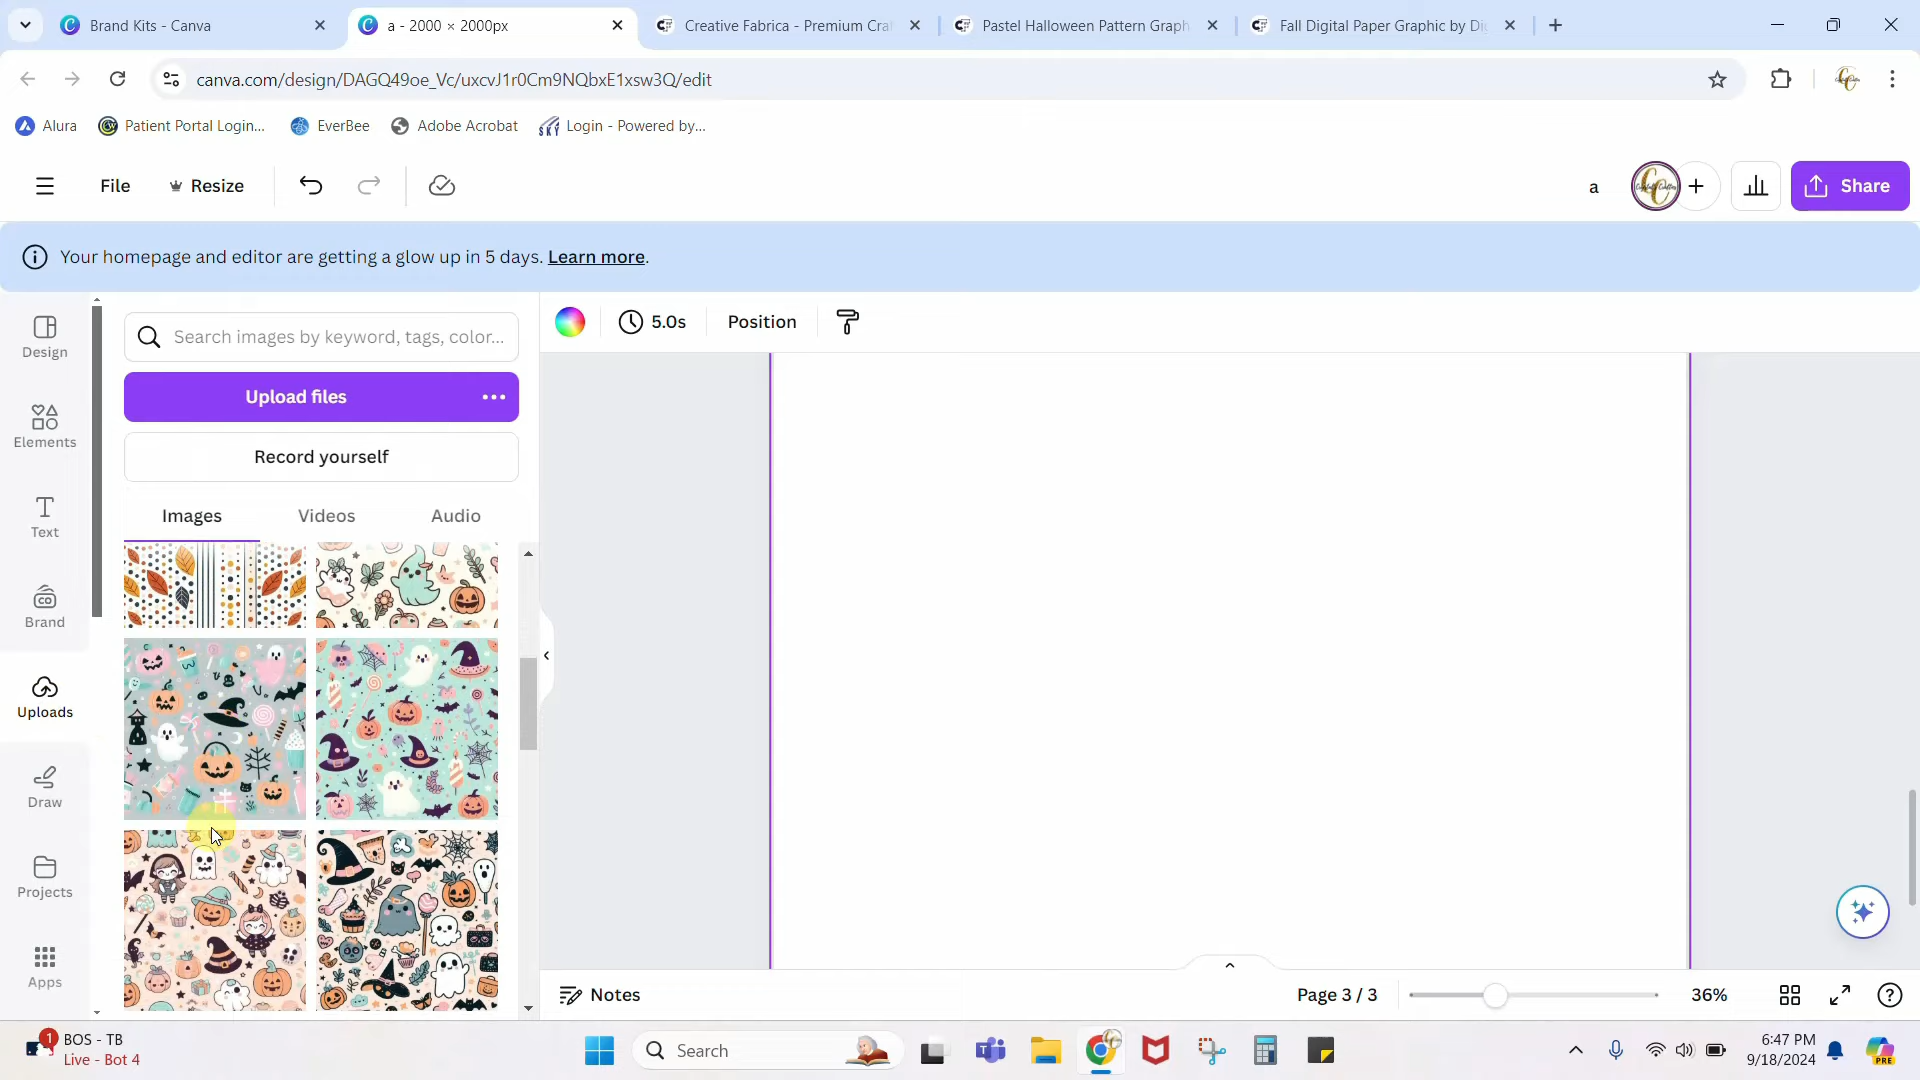 Brand Kits - Canva
a - 2000 × 2000px
Creative Fabrica - Premium Cra
Pastel Halloween Pattern Graph
Fall Digital Paper Graphic by Di
canva.com/design/DAGQ49oe_Vc/uxcvJ1r0Cm9NQbxE1xsw3Q/edit
Alura
Patient Portal Login...
EverBee
Adobe Acrobat
Login - Powered by...
File
Resize
a
Share
Your homepage and editor are getting a glow up in 5 days. Learn more.
Design
Elements
Text
Brand
Uploads
Draw
Projects
Apps
Search images by keyword, tags, color...
Upload files
Record yourself
Images
Videos
Audio
5.0s
Position
Notes
Page 3 / 3
36%
1
BOS - TB
Live - Bot 4
Search
6:47 PM
9/18/2024
PRE